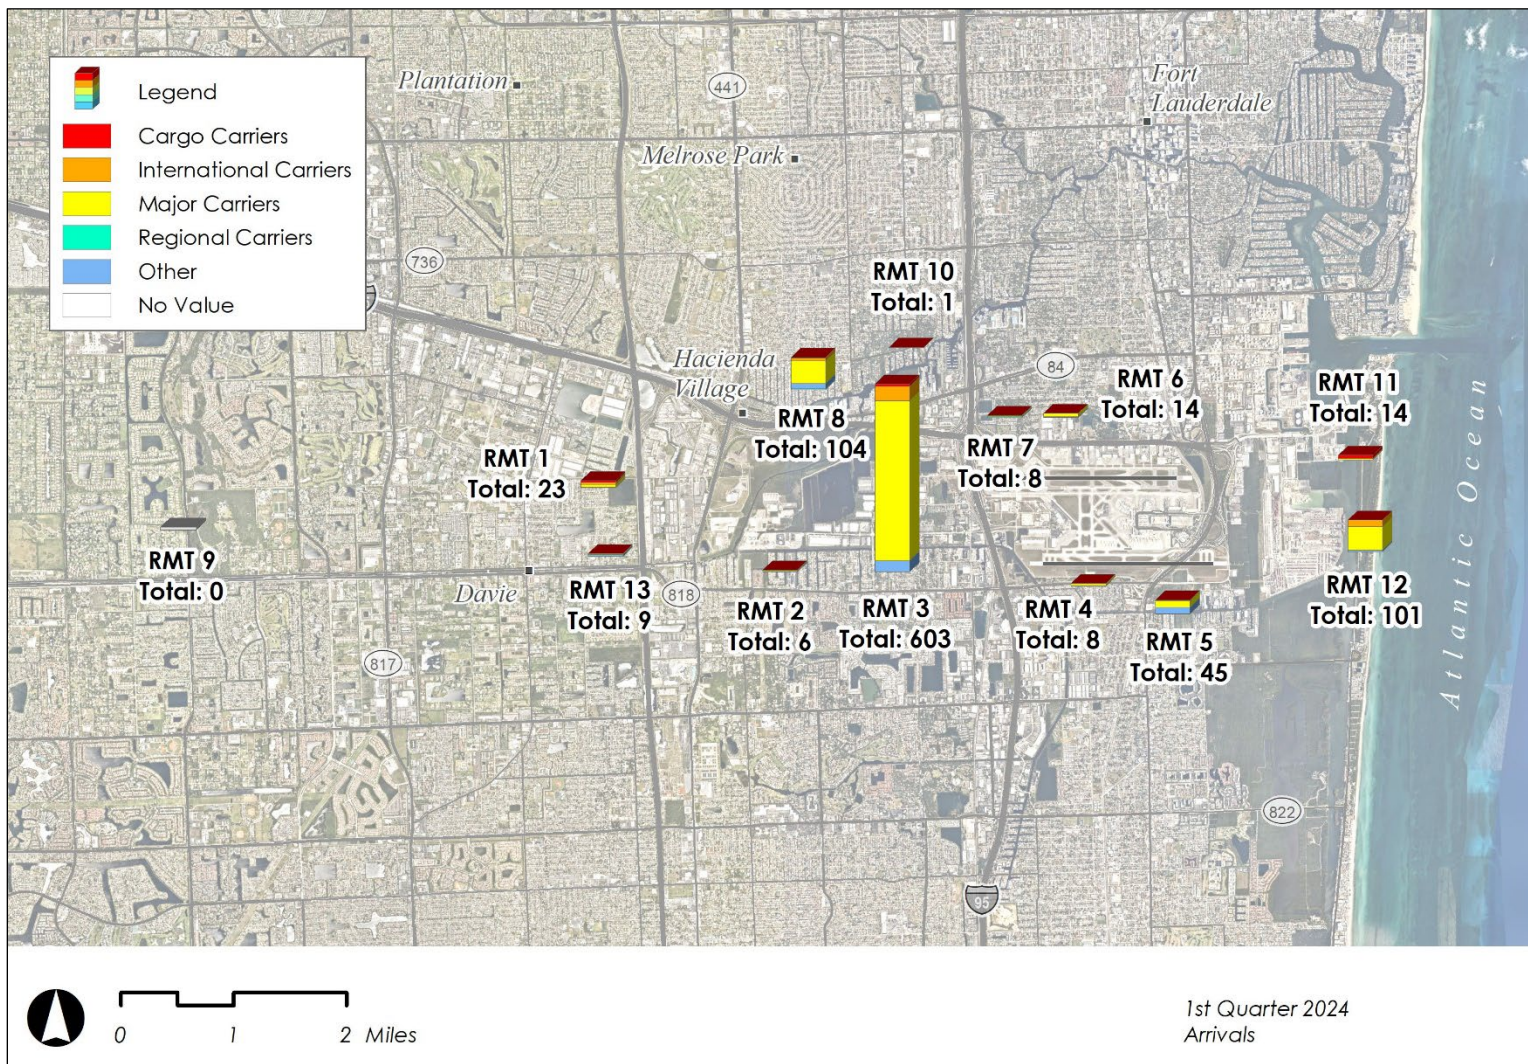 Legend
Cargo Carriers
International Carriers
Major Carriers
Regional Carriers
Other
No Value
Plantation
441
Fort
Lauderdale
Melrose Park
736
RMT 10
Total: 1
Hacienda
Village
84
RMT 6
Total: 14
RMT 11
Total: 14
RMT 8
Total: 104
RMT 7
Total: 8
RMT 1
Total: 23
Atlantic Ocean
RMT 9
Total: 0
Davie
RMT 13
Total: 9
818
RMT 2
Total: 6
RMT 3
Total: 603
RMT 4
Total: 8
RMT 5
Total: 45
RMT 12
Total: 101
817
822
95
0 1 2 Miles
1st Quarter 2024
Arrivals